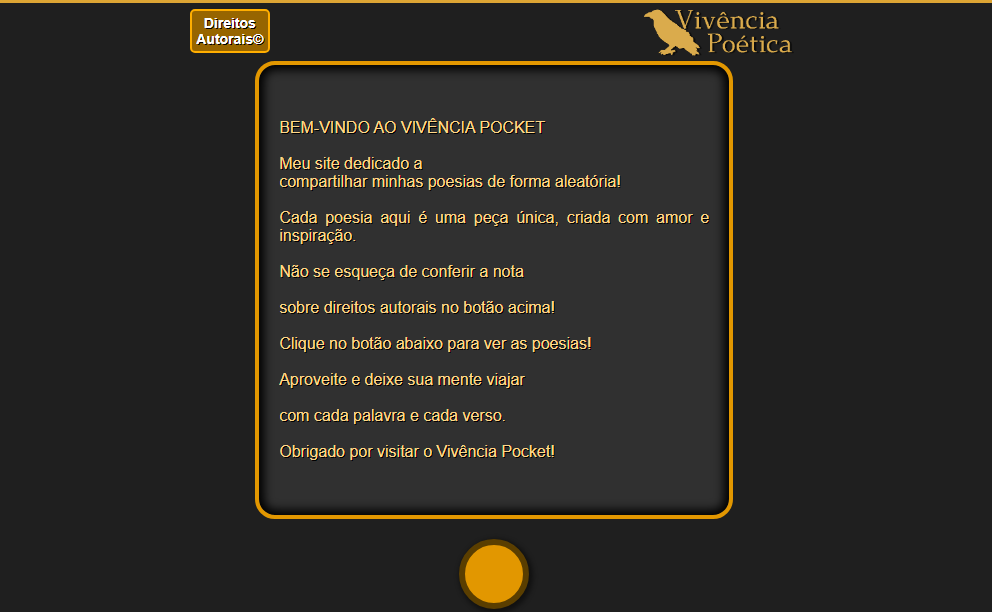 Direitos
Autorais©
Vivência
Poética
BEM-VINDO AO VIVÊNCIA POCKET
Meu site dedicado a
compartilhar minhas poesias de forma aleatória!
Cada poesia aqui é uma peça única, criada com amor e
inspiração.
Não se esqueça de conferir a nota
sobre direitos autorais no botão acima!
Clique no botão abaixo para ver as poesias!
Aproveite e deixe sua mente viajar
com cada palavra e cada verso.
Obrigado por visitar o Vivência Pocket!